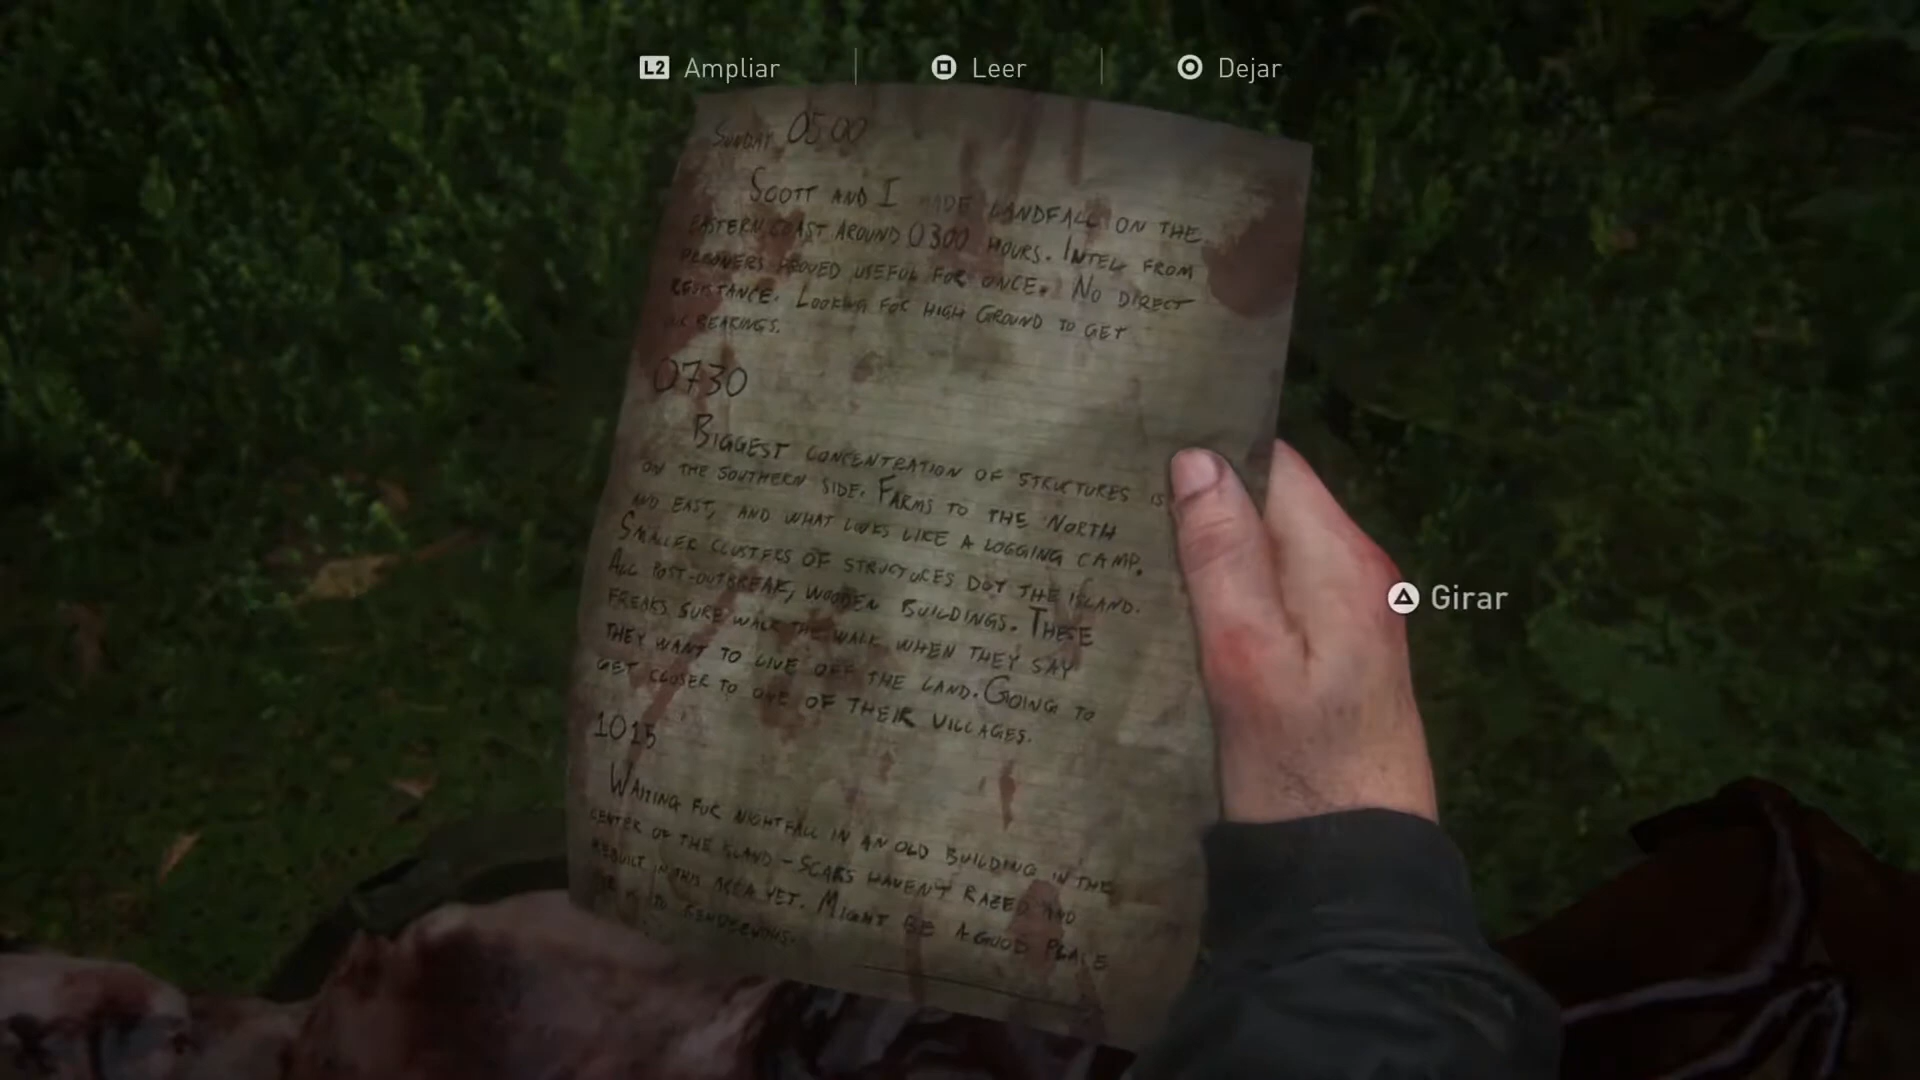 L2 Ampliar
Leer
Dejar
SUNDAY 0500
SCOTT AND I MADE LANDFALL ON THE
EASTERN COAST AROUND 0300 HOURS. INTEL FROM
PRISONERS PROVED USEFUL FOR ONCE. NO DIRECT
RESISTANCE. LOOKING FOR HIGH GROUND TO GET
BEARINGS.
0730
BIGGEST CONCENTRATION OF STRUCTURES IS
ON THE SOUTHERN SIDE. FARMS TO THE NORTH
AND EAST, AND WHAT LOOKS LIKE A LOGGING CAMP.
SMALLER CLUSTERS OF STRUCTURES DOT THE ISLAND.
ALL POST-OUTBREAK, WOODEN BUILDINGS. THESE
FREAKS SURE WALK THE WALK WHEN THEY SAY
THEY WANT TO LIVE OFF THE LAND. GOING TO
GET CLOSER TO ONE OF THEIR VILLAGES.
1015
WAITING FOR NIGHTFALL IN AN OLD BUILDING IN THE
CENTER OF THE ISLAND - SCARS HAVEN'T RAZED AND
REBUILT IN THIS AREA YET. MIGHT BE A GOOD PLACE
TO RENDEZVOUS.
Girar